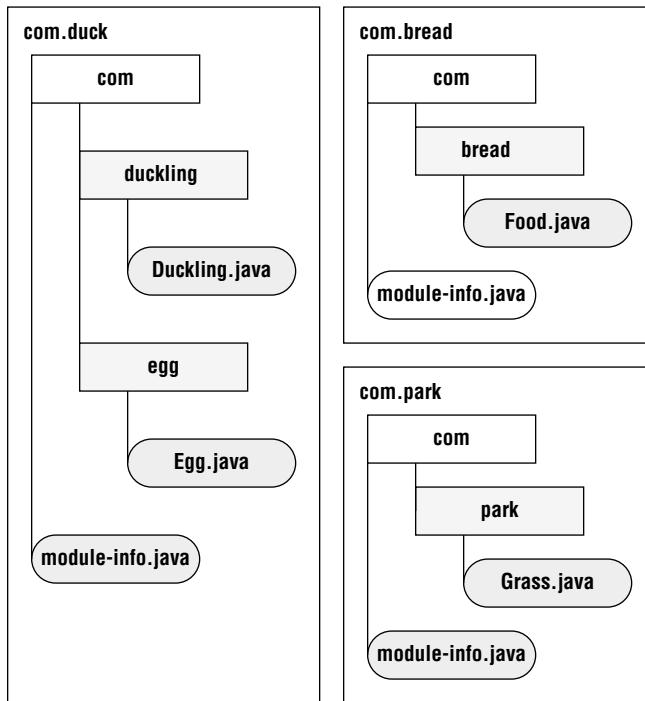 com.duck
com
duckling
Duckling.java
egg
Egg.java
module-info.java
com.bread
com
bread
Food.java
module-info.java
com.park
com
park
Grass.java
module-info.java